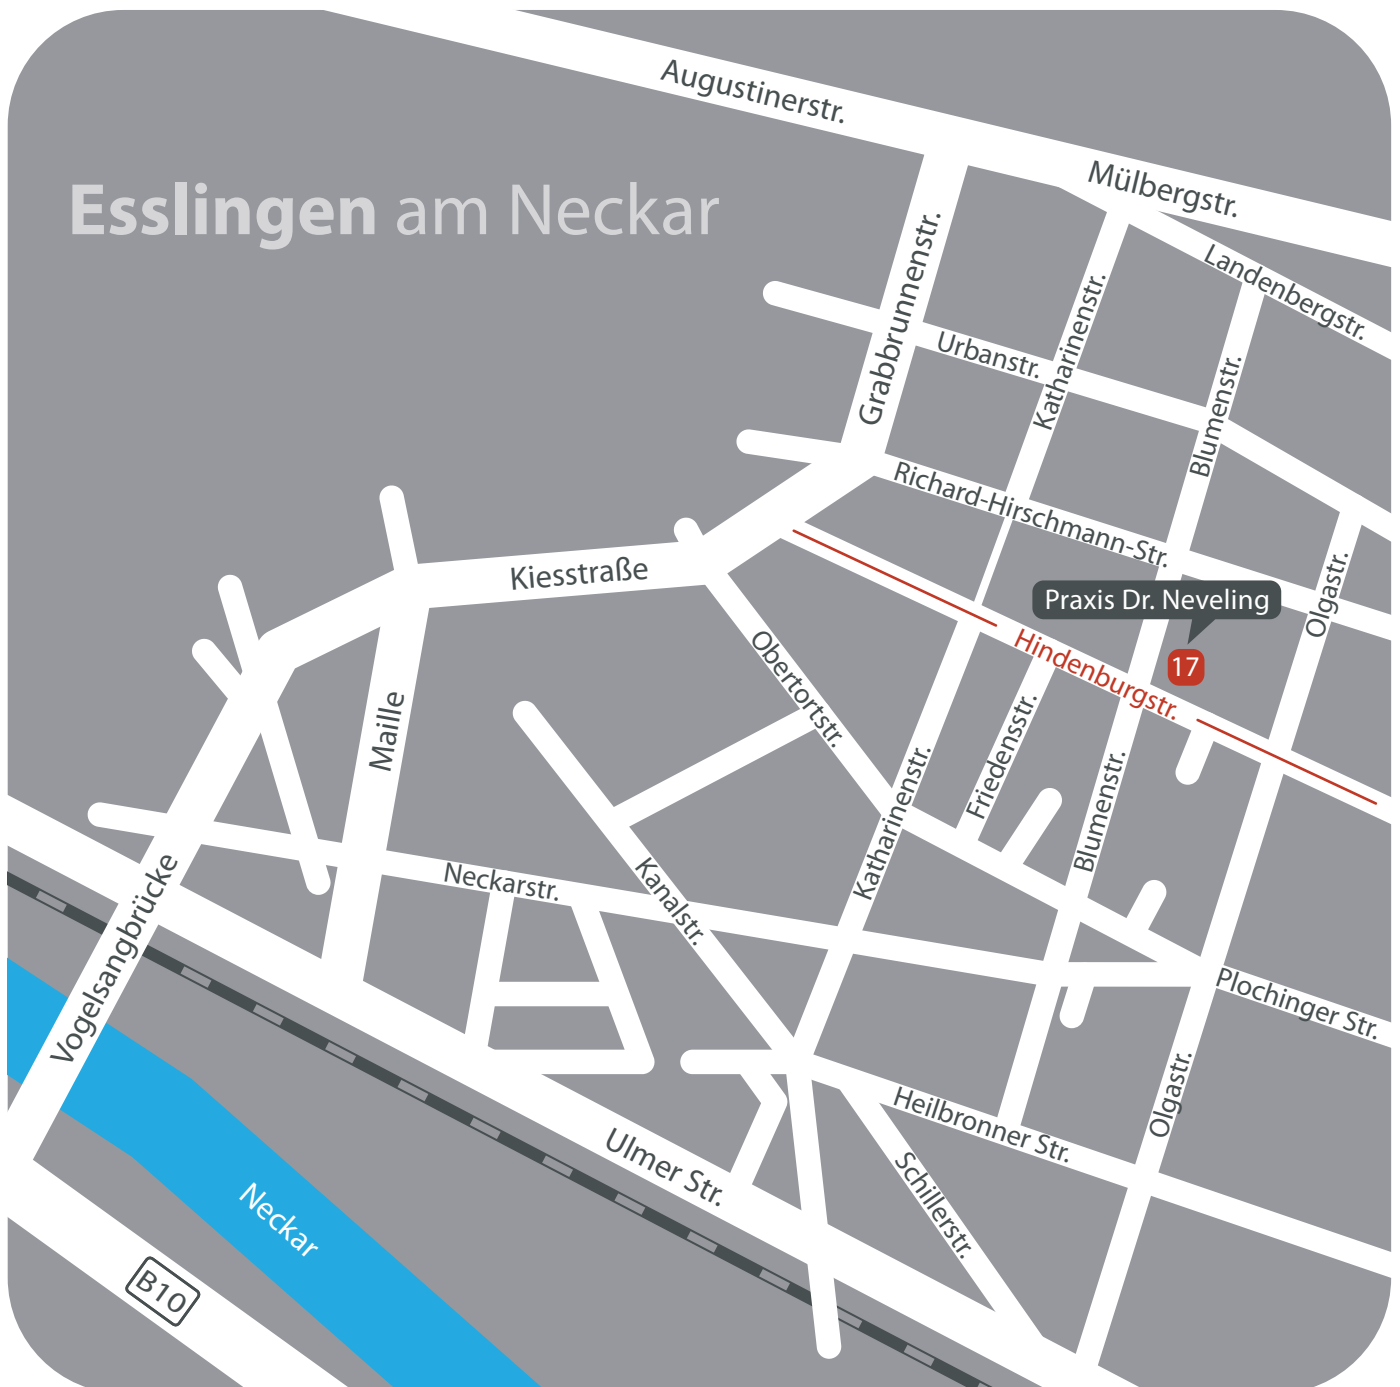 Augustinerstr.
Mülbergstr.
Esslingen am Neckar
Landenbergstr.
Grabbrunnenstr.
Katharinenstr.
Urbanstr.
Blumenstr.
Richard-Hirschmann-Str.
Olgastr.
Kiesstraße
Praxis Dr. Neveling
17
Hindenburgstr.
Obertortstr.
Maille
Friedensstr.
Katharinenstr.
Blumenstr.
Neckarstr.
Kanalstr.
Vogelsangbrücke
Plochinger Str.
Olgastr.
Heilbronner Str.
Ulmer Str.
Schillerstr.
Neckar
B10